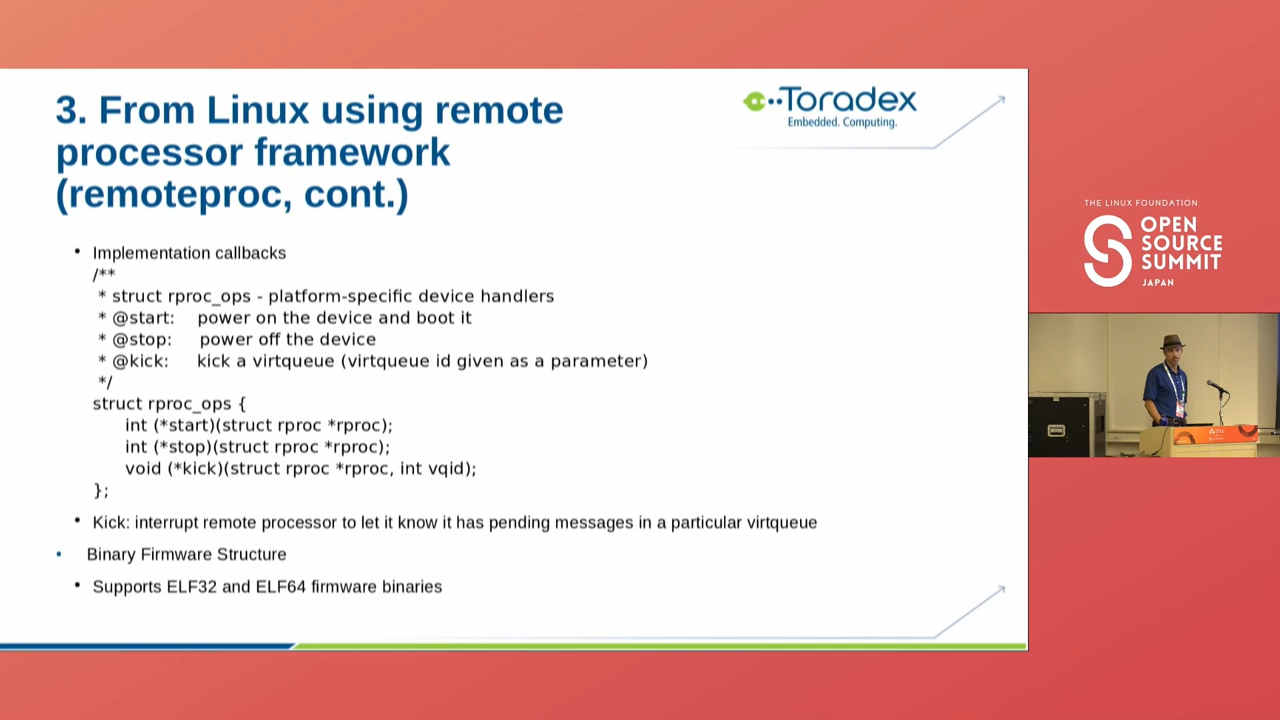 3. From Linux using remote
processor framework
(remoteproc, cont.)
Toradex
Embedded. Computing.
• Implementation callbacks
/**
* struct rproc_ops - platform-specific device handlers
* @start: power on the device and boot it
* @stop: power off the device
* @kick: kick a virtqueue (virtqueue id given as a parameter)
*/
struct rproc_ops {
int (*start)(struct rproc *rproc);
int (*stop)(struct rproc *rproc);
void (*kick)(struct rproc *rproc, int vqid);
};
• Kick: interrupt remote processor to let it know it has pending messages in a particular virtqueue
• Binary Firmware Structure
• Supports ELF32 and ELF64 firmware binaries
THE LINUX FOUNDATION
OPEN
SOURCE
SUMMIT
JAPAN